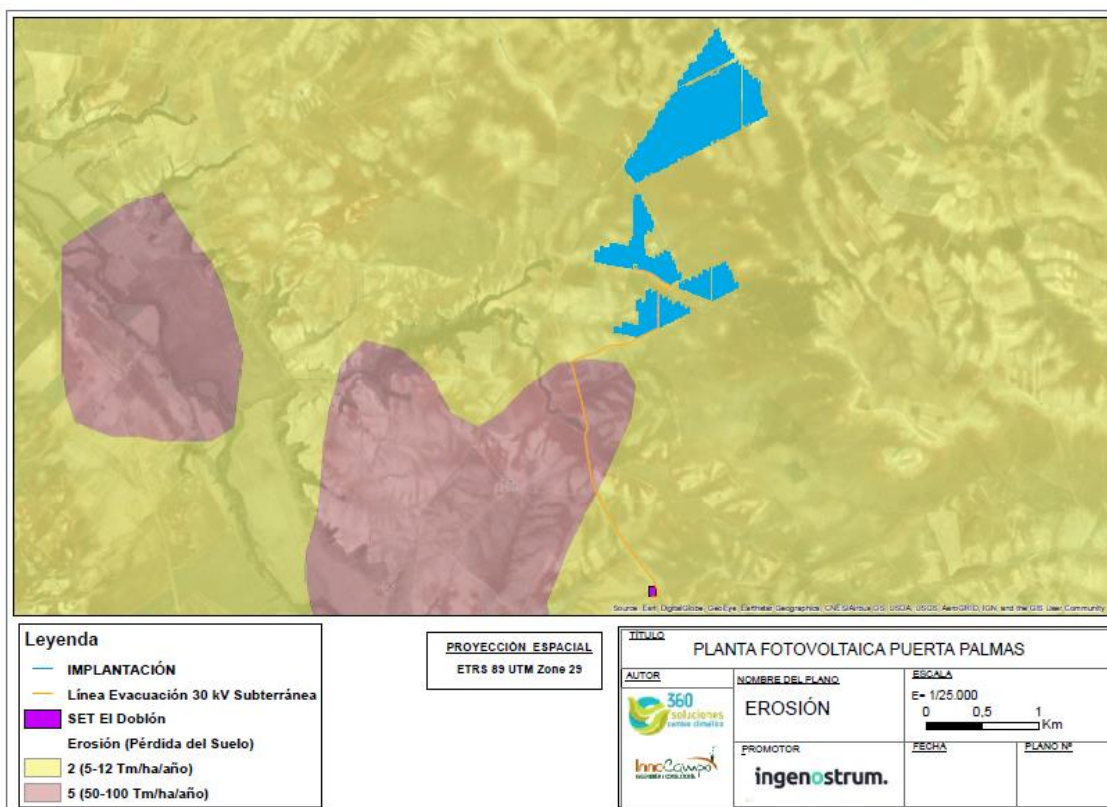 Source: Esri, DigitalGlobe, GeoEye, Earthstar Geographics, CNES/Airbus DS, USDA, USGS, AeroGRID, IGN, and the GIS User Community
Leyenda
IMPLANTACIÓN
Línea Evacuación 30 kV Subterránea
SET El Doblón
Erosión (Pérdida del Suelo)
2 (5-12 Tm/ha/año)
5 (50-100 Tm/ha/año)
PROYECCIÓN ESPACIAL
ETRS 89 UTM Zone 29
TÍTULO
PLANTA FOTOVOLTAICA PUERTA PALMAS
AUTOR
360
soluciones
cambio climático
InnoCampo
NOMBRE DEL PLANO
EROSIÓN
ESCALA
E= 1/25.000
0 0,5 1
Km
PROMOTOR
ingenostrum.
FECHA
PLANO Nº